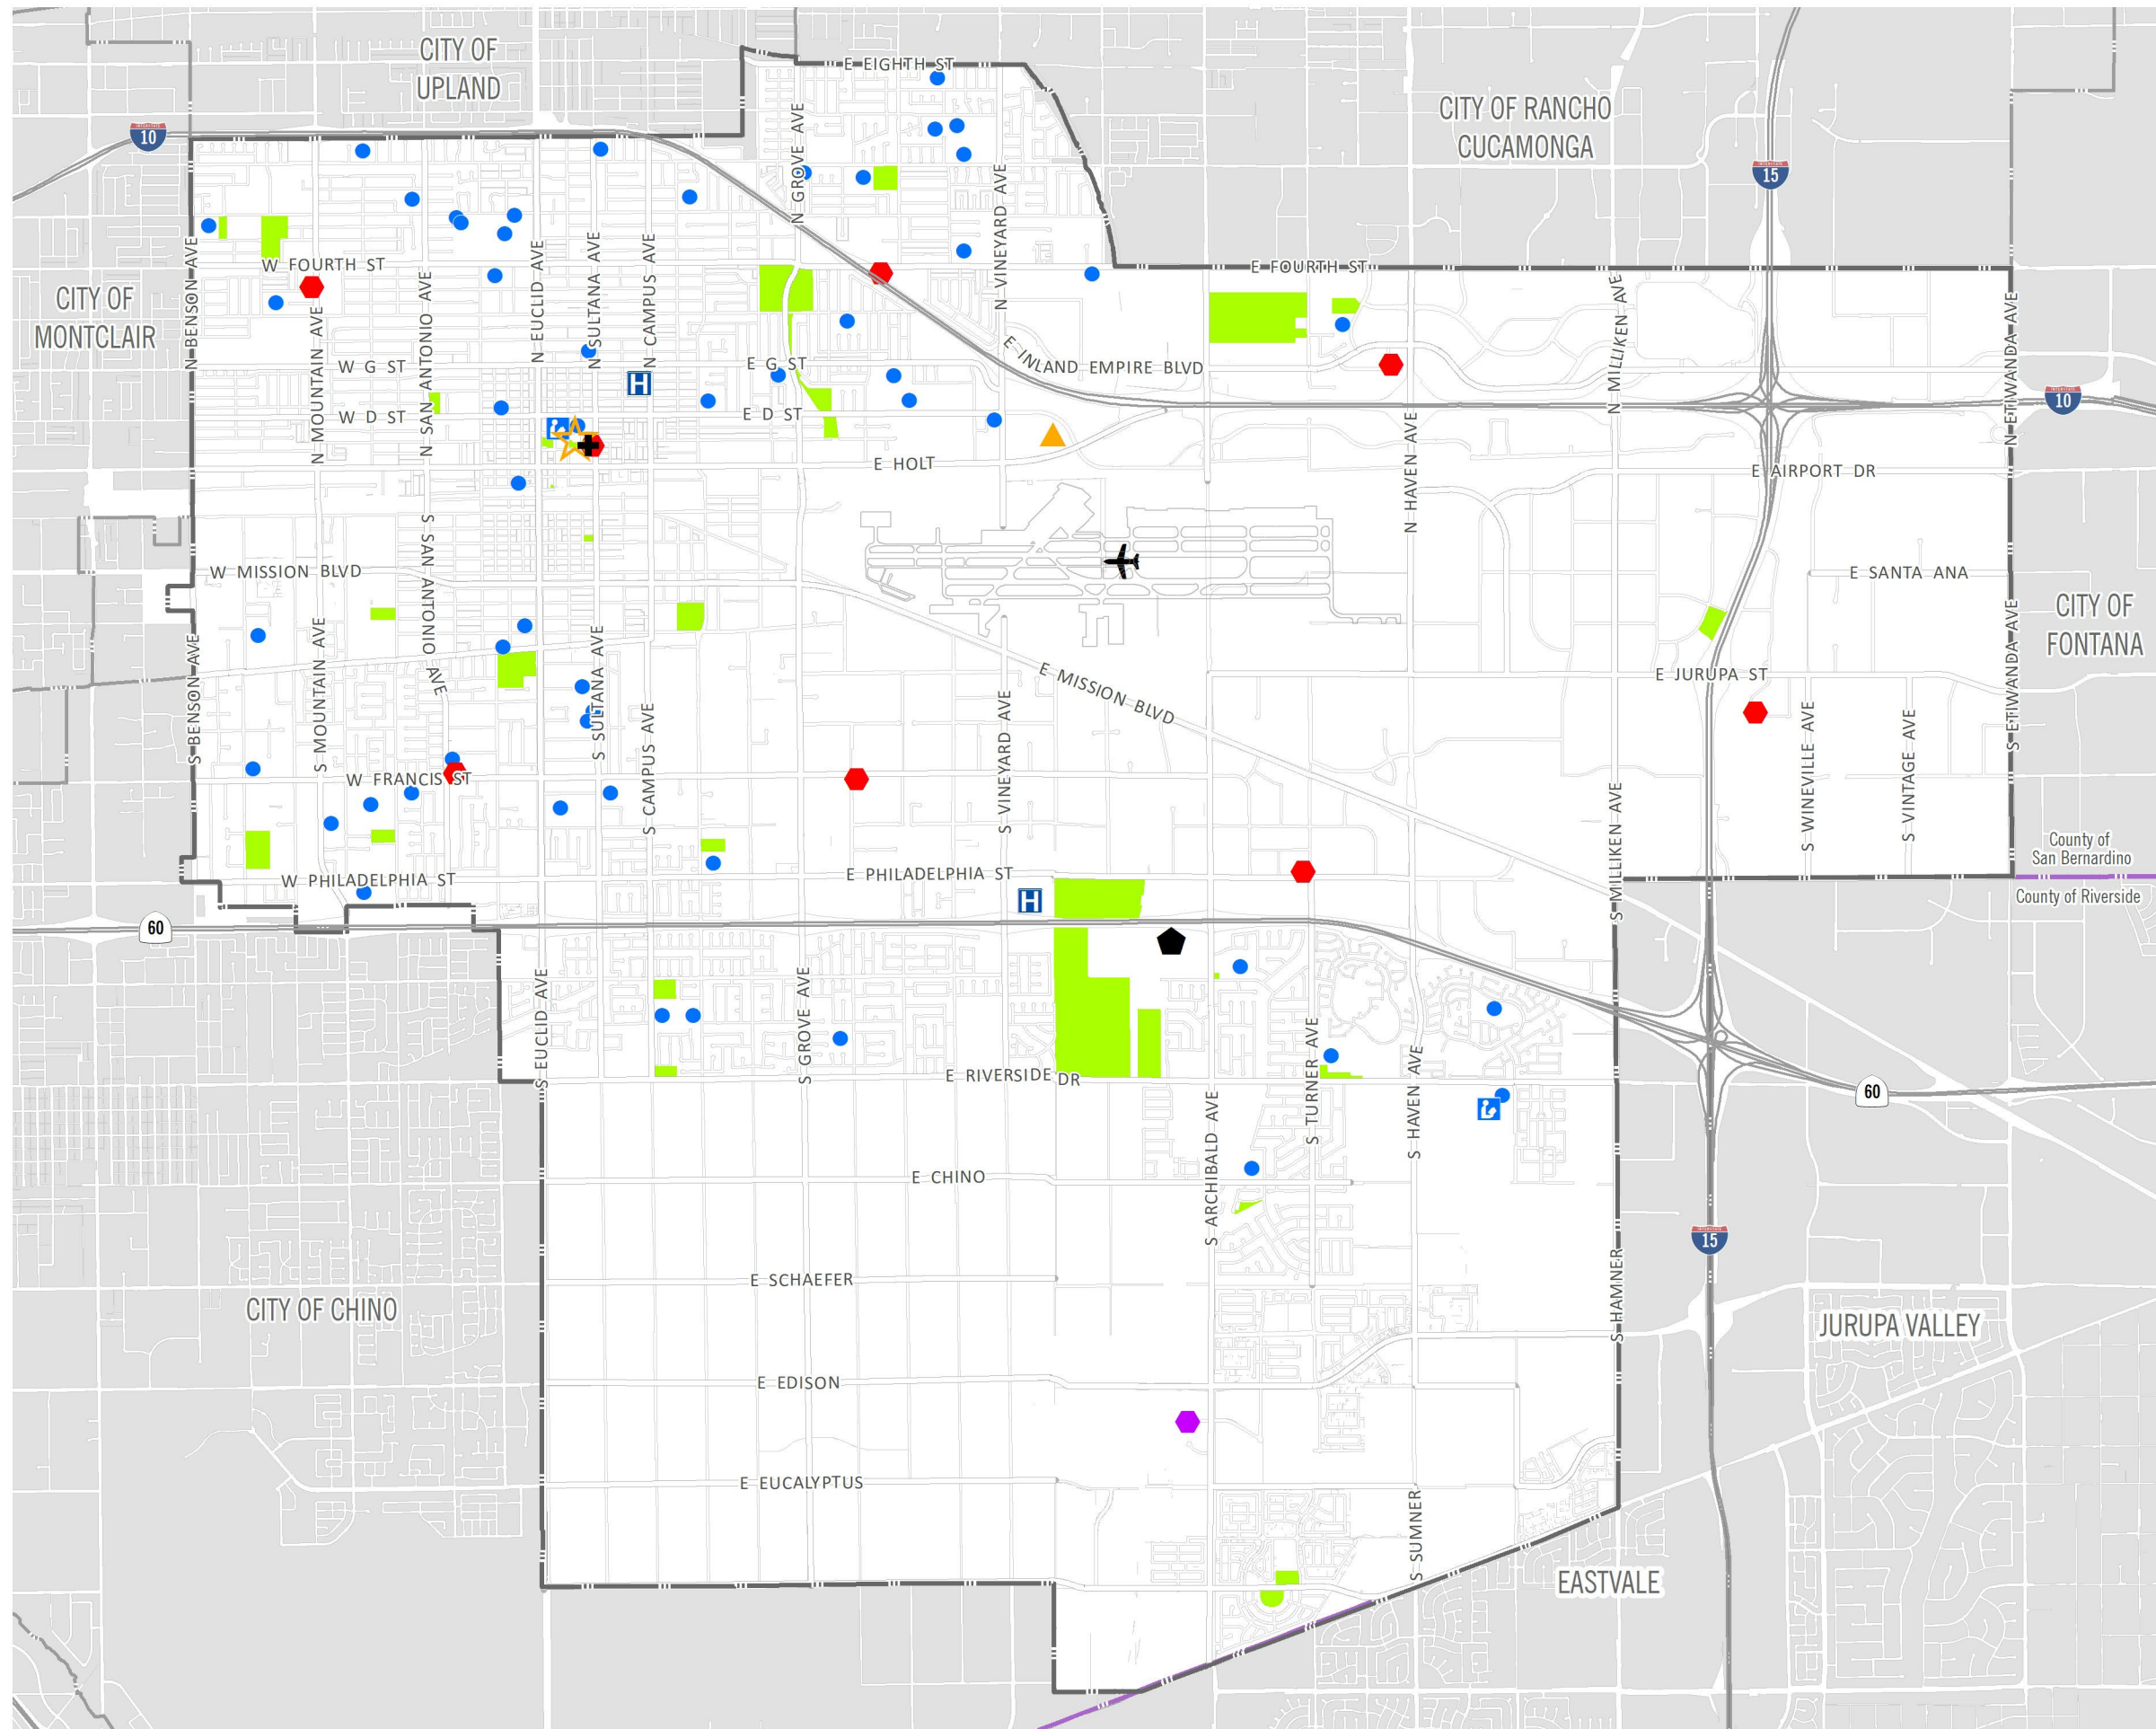 CITY OF
UPLAND
E EIGHTH ST
CITY OF RANCHO
CUCAMONGA
INTERSTATE
10
N GROVE AVE
INTERSTATE
15
N VINEYARD AVE
W FOURTH ST
E FOURTH ST
CITY OF
MONTCLAIR
N BENSON AVE
N MOUNTAIN AVE
N SAN ANTONIO AVE
N EUCLID AVE
N SULTANA AVE
N CAMPUS AVE
N MILLIKEN AVE
N ETIWANDA AVE
W G ST
E G ST
E INLAND EMPIRE BLVD
H
INTERSTATE
10
W D ST
E D ST
E HOLT
N HAVEN AVE
E AIRPORT DR
W MISSION BLVD
S SAN ANTONIO AVE
E SANTA ANA
CITY OF
FONTANA
S BENSON AVE
S MOUNTAIN AVE
S SULTANA AVE
S CAMPUS AVE
S VINEYARD AVE
E MISSION BLVD
E JURUPA ST
S ETIWANDA AVE
S WINEVILLE AVE
S VINTAGE AVE
W FRANCIS ST
S MILLIKEN AVE
County of
San Bernardino
County of Riverside
W PHILADELPHIA ST
E PHILADELPHIA ST
H
60
S EUCLID AVE
S GROVE AVE
S TURNER AVE
S HAVEN AVE
E RIVERSIDE DR
60
S ARCHIBALD AVE
E CHINO
INTERSTATE
15
S HAMNER
E SCHAEFER
CITY OF CHINO
JURUPA VALLEY
E EDISON
E EUCALYPTUS
S SUMNER
EASTVALE